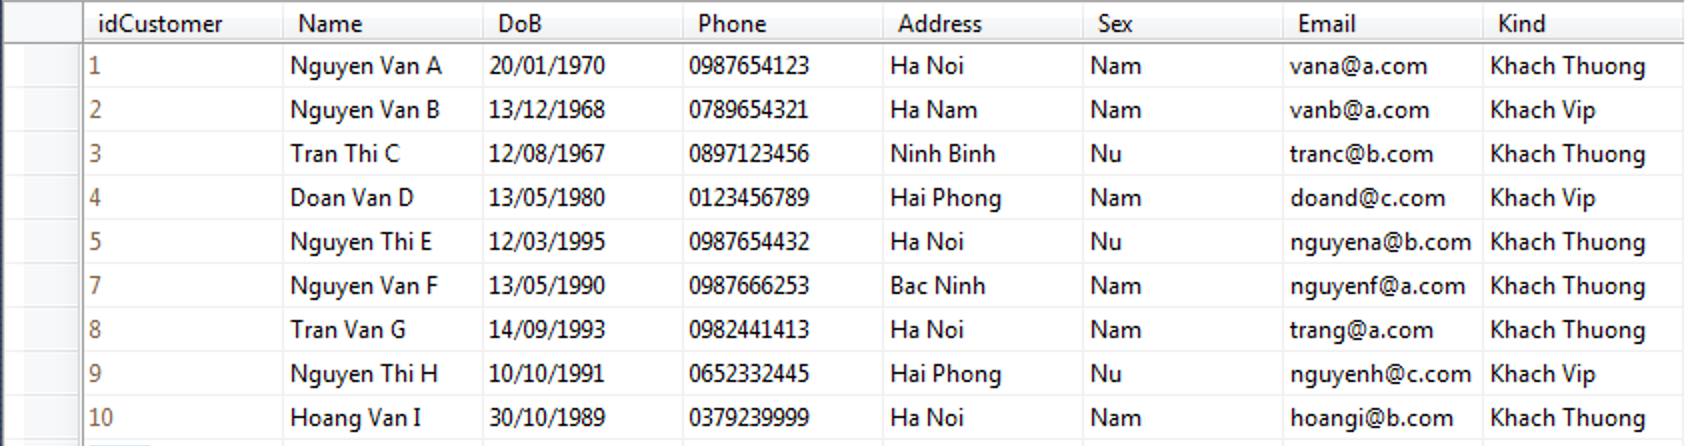 idCustomer Name DoB Phone Address Sex Email Kind
1 Nguyen Van A 20/01/1970 0987654123 Ha Noi Nam vana@a.com Khach Thuong
2 Nguyen Van B 13/12/1968 0789654321 Ha Nam Nam vanb@a.com Khach Vip
3 Tran Thi C 12/08/1967 0897123456 Ninh Binh Nu tranc@b.com Khach Thuong
4 Doan Van D 13/05/1980 0123456789 Hai Phong Nam doand@c.com Khach Vip
5 Nguyen Thi E 12/03/1995 0987654432 Ha Noi Nu nguyena@b.com Khach Thuong
7 Nguyen Van F 13/05/1990 0987666253 Bac Ninh Nam nguyenf@a.com Khach Thuong
8 Tran Van G 14/09/1993 0982441413 Ha Noi Nam trang@a.com Khach Thuong
9 Nguyen Thi H 10/10/1991 0652332445 Hai Phong Nu nguyenh@c.com Khach Vip
10 Hoang Van I 30/10/1989 0379239999 Ha Noi Nam hoangi@b.com Khach Thuong